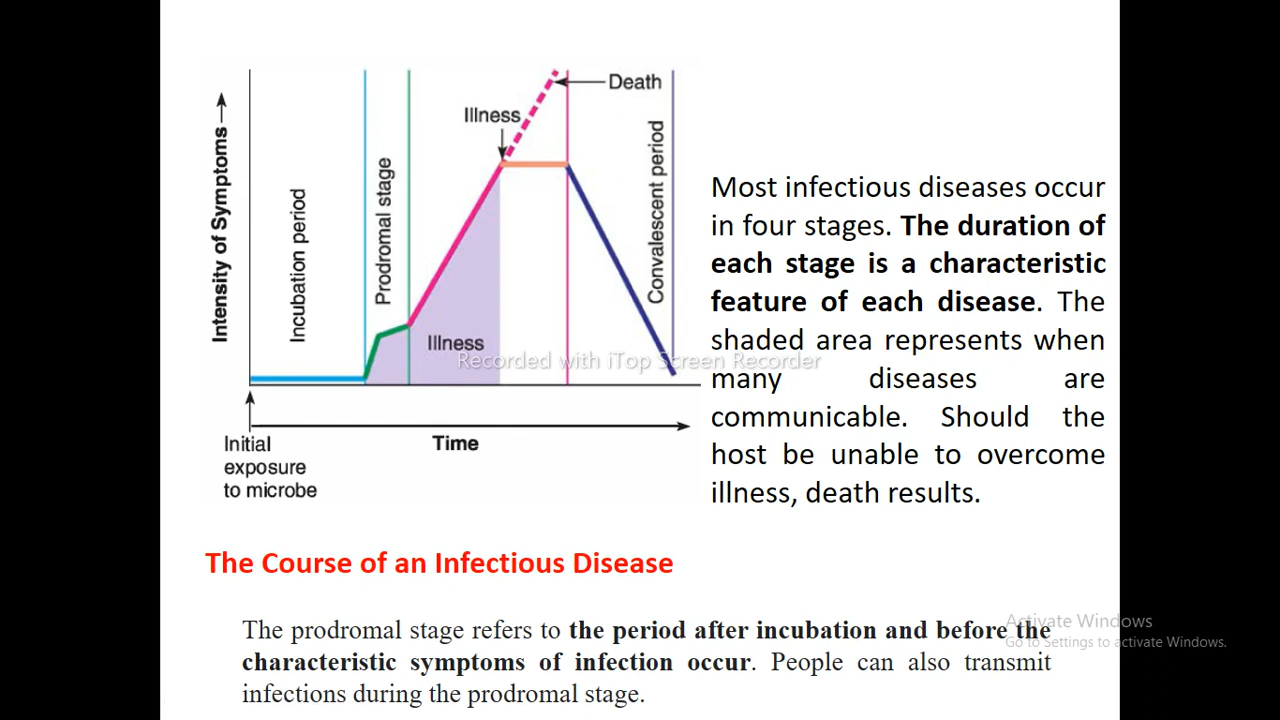 Death
Illness
Intensity of Symptoms
Incubation period
Prodromal stage
Convalescent period
Illness
Initial
exposure
to microbe
Time
Most infectious diseases occur
in four stages. The duration of
each stage is a characteristic
feature of each disease. The
shaded area represents when
many diseases are
communicable. Should the
host be unable to overcome
illness, death results.
Recorded with iTop Screen Recorder
The Course of an Infectious Disease
The prodromal stage refers to the period after incubation and before the
characteristic symptoms of infection occur. People can also transmit
infections during the prodromal stage.
Activate Windows
Go to Settings to activate Windows.